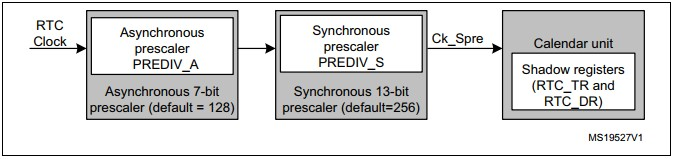 RTC
Clock
Asynchronous
prescaler
PREDIV_A
Asynchronous 7-bit
prescaler (default = 128)
Synchronous
prescaler
PREDIV_S
Synchronous 13-bit
prescaler (default=256)
Ck_Spre
Calendar unit
Shadow registers
(RTC_TR and
RTC_DR)
MS19527V1